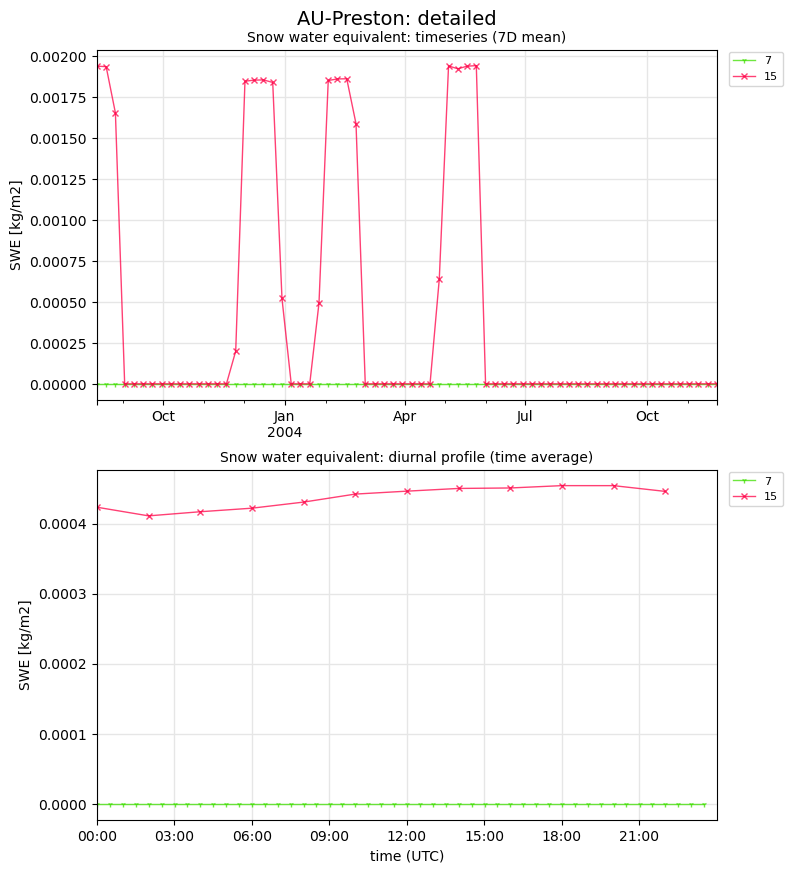 AU-Preston: detailed
Snow water equivalent: timeseries (7D mean)
SWE [kg/m2]
0.00200
0.00175
0.00150
0.00125
0.00100
0.00075
0.00050
0.00025
0.00000
Oct
Jan
2004
Apr
Jul
Oct
7
15
Snow water equivalent: diurnal profile (time average)
SWE [kg/m2]
0.0004
0.0003
0.0002
0.0001
0.0000
00:00
03:00
06:00
09:00
12:00
15:00
18:00
21:00
time (UTC)
7
15